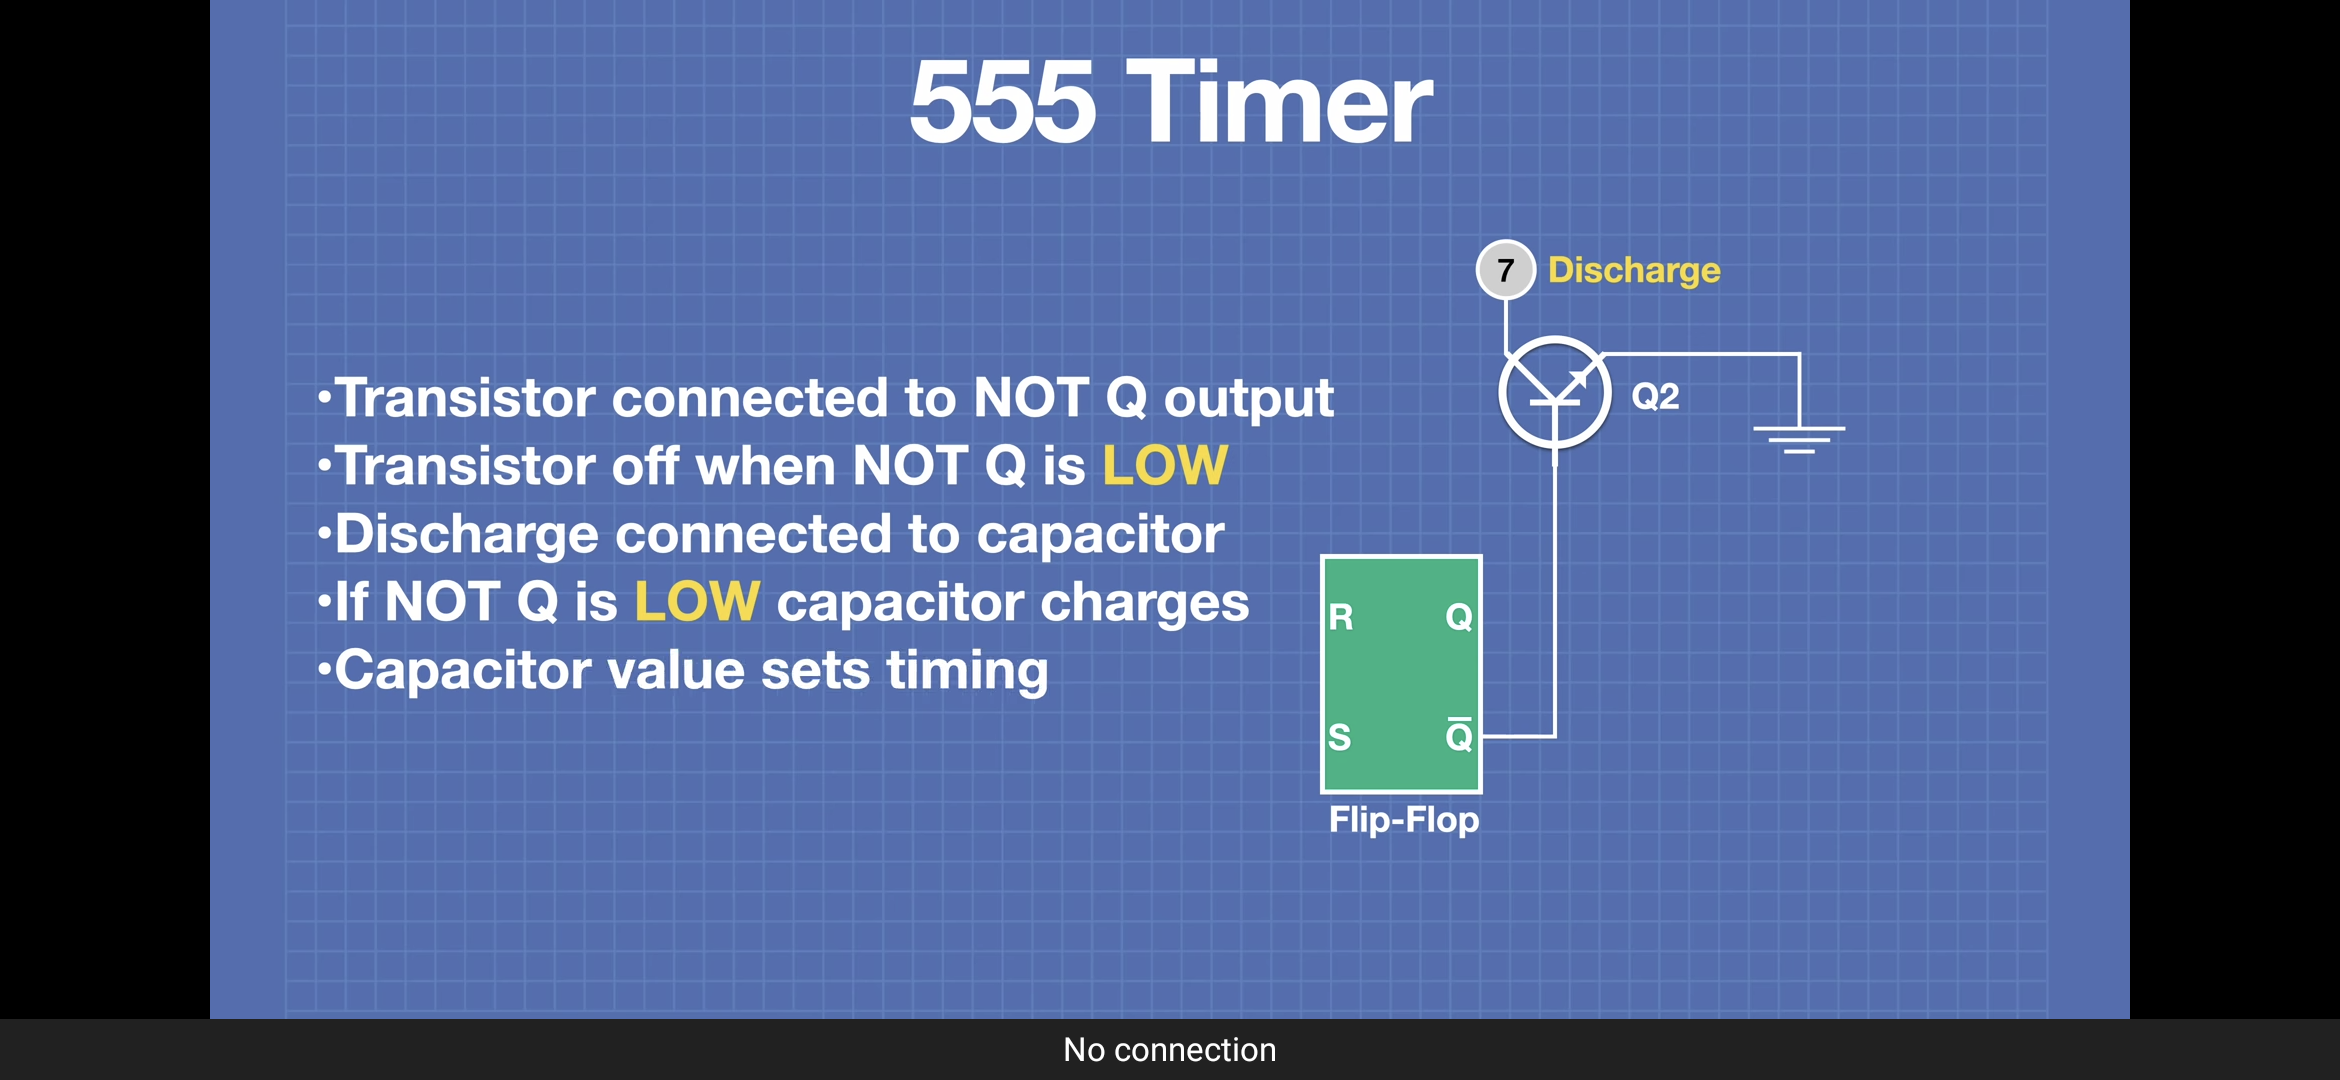 555 Timer
7 Discharge
•Transistor connected to NOT Q output
Q2
•Transistor off when NOT Q is LOW
•Discharge connected to capacitor
•If NOT Q is LOW capacitor charges
•Capacitor value sets timing
R Q
S Q̅
Flip-Flop
No connection